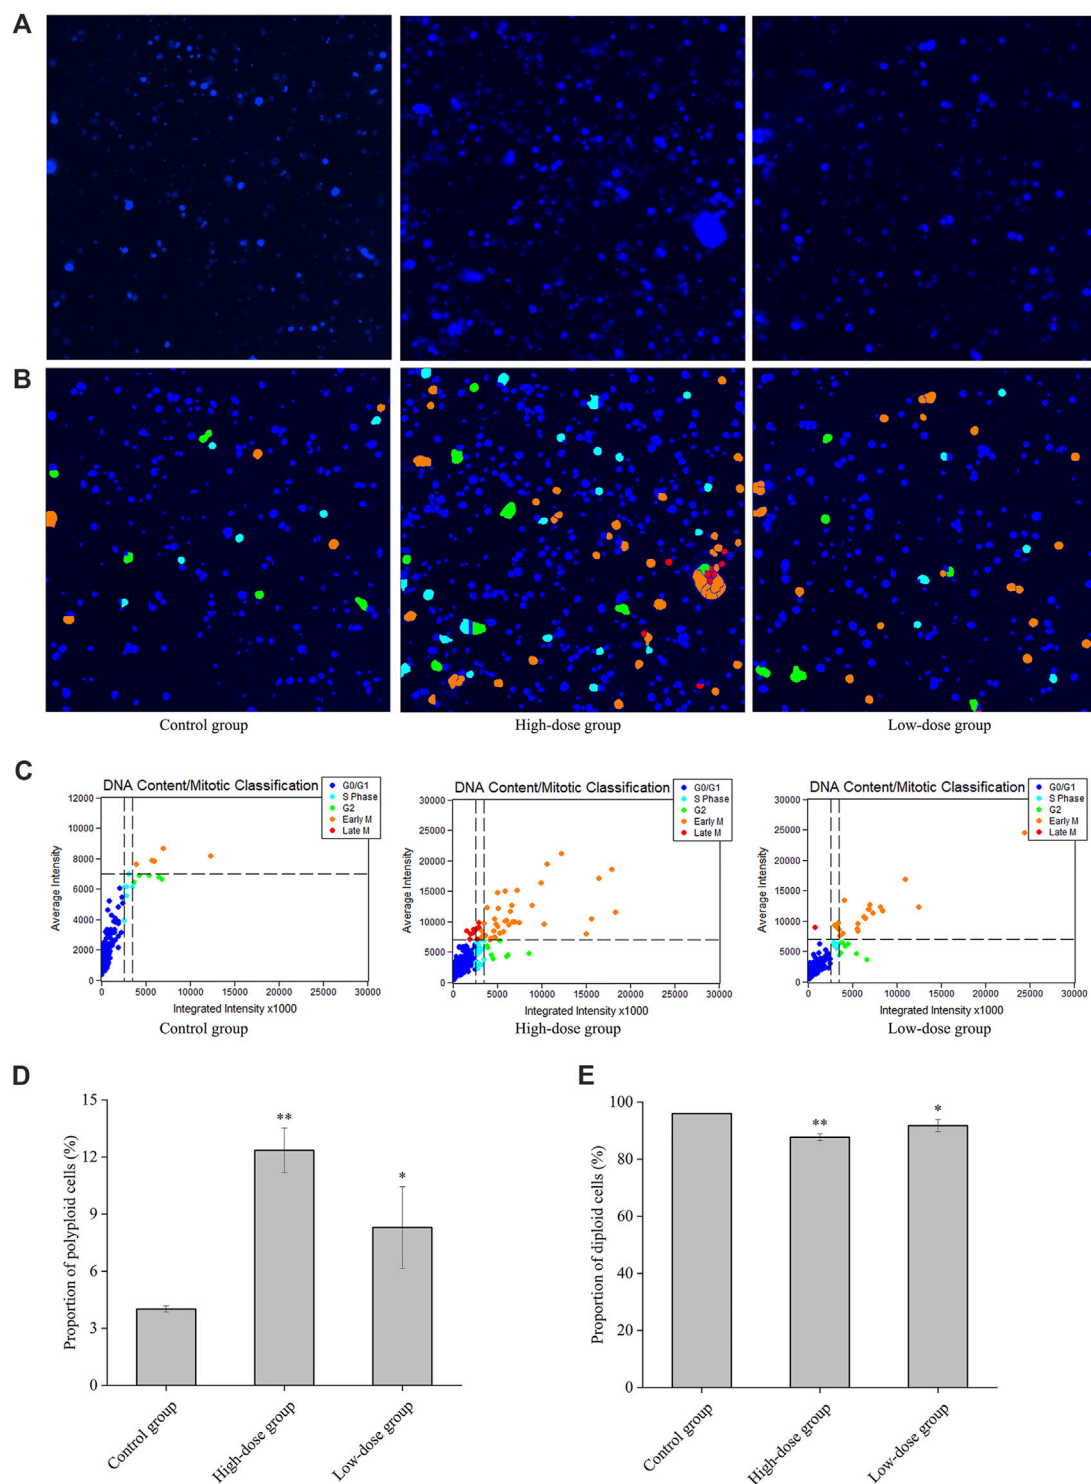 A
B
Control group
High-dose group
Low-dose group
C
DNA Content/Mitotic Classification
G0/G1
S Phase
G2
Early M
Late M
12000
10000
8000
6000
4000
2000
0
Average Intensity
0
5000
10000
15000
20000
25000
30000
Integrated Intensity x1000
Control group
DNA Content/Mitotic Classification
G0/G1
S Phase
G2
Early M
Late M
30000
25000
20000
15000
10000
5000
0
Average Intensity
0
5000
10000
15000
20000
25000
30000
Integrated Intensity x1000
High-dose group
DNA Content/Mitotic Classification
G0/G1
S Phase
G2
Early M
Late M
30000
25000
20000
15000
10000
5000
0
Average Intensity
0
5000
10000
15000
20000
25000
30000
Integrated Intensity x1000
Low-dose group
D
15
12
9
6
3
0
Proportion of polyploid cells (%)
**
*
Control group
High-dose group
Low-dose group
E
100
80
60
40
20
0
Proportion of diploid cells (%)
**
*
Control group
High-dose group
Low-dose group